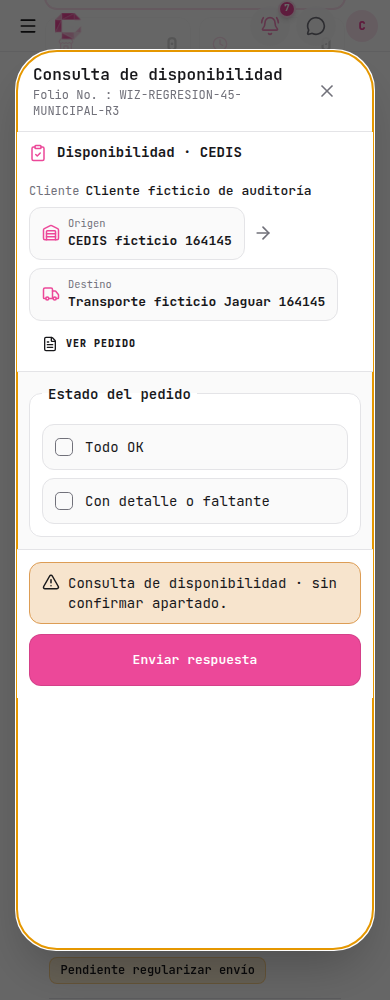 7
C
Consulta de disponibilidad
Folio No. : WIZ-REGRESION-45-
MUNICIPAL-R3
Disponibilidad · CEDIS
Cliente Cliente ficticio de auditoría
Origen
CEDIS ficticio 164145
Destino
Transporte ficticio Jaguar 164145
VER PEDIDO
Estado del pedido
Todo OK
Con detalle o faltante
Consulta de disponibilidad · sin
confirmar apartado.
Enviar respuesta
Pendiente regularizar envío